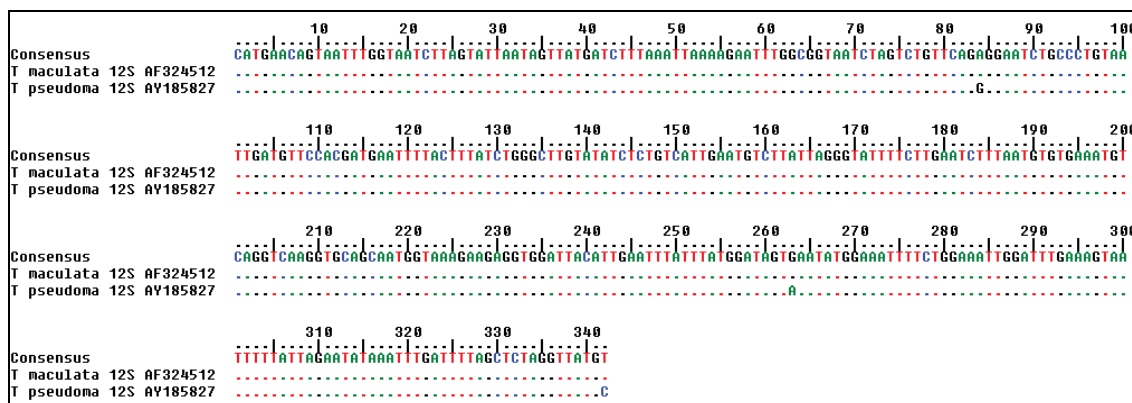 10 20 30 40 50 60 70 80 90 100
Consensus CATGAACAGTAATTTGGTAATCTTAGTATTAATAGTTATGATCTTTAAATTAAAAGAATTTGGCGGTAATCTAGTCTGTTCAGAGGAATCTGCCCTGTAA
T maculata 12S AF324512 ....................................................................................................
T pseudoma 12S AY185827 ...................................................................................G................
110 120 130 140 150 160 170 180 190 200
Consensus TTGATGTTCCACGATGAATTTTACTTTATCTGGGCTTGTATATCTCTGTCATTGAATGTCTTATTAGGGTATTTTCTTGAATCTTTAATGTGTGAAATGT
T maculata 12S AF324512 ....................................................................................................
T pseudoma 12S AY185827 ....................................................................................................
210 220 230 240 250 260 270 280 290 300
Consensus CAGGTCAAGGTGCAGCAATGGTAAAGAAGAGGTGGATTACATTGAATTTATTTATGGATAGTGAATATGGAAATTTTCTGGAAATTGGATTTGAAAGTAA
T maculata 12S AF324512 ....................................................................................................
T pseudoma 12S AY185827 ..............................................................A.....................................
310 320 330 340
Consensus TTTTTATTAGAATATAAATTTGATTTTAGCTCTAGGTTATGT
T maculata 12S AF324512 ..........................................
T pseudoma 12S AY185827 .........................................C